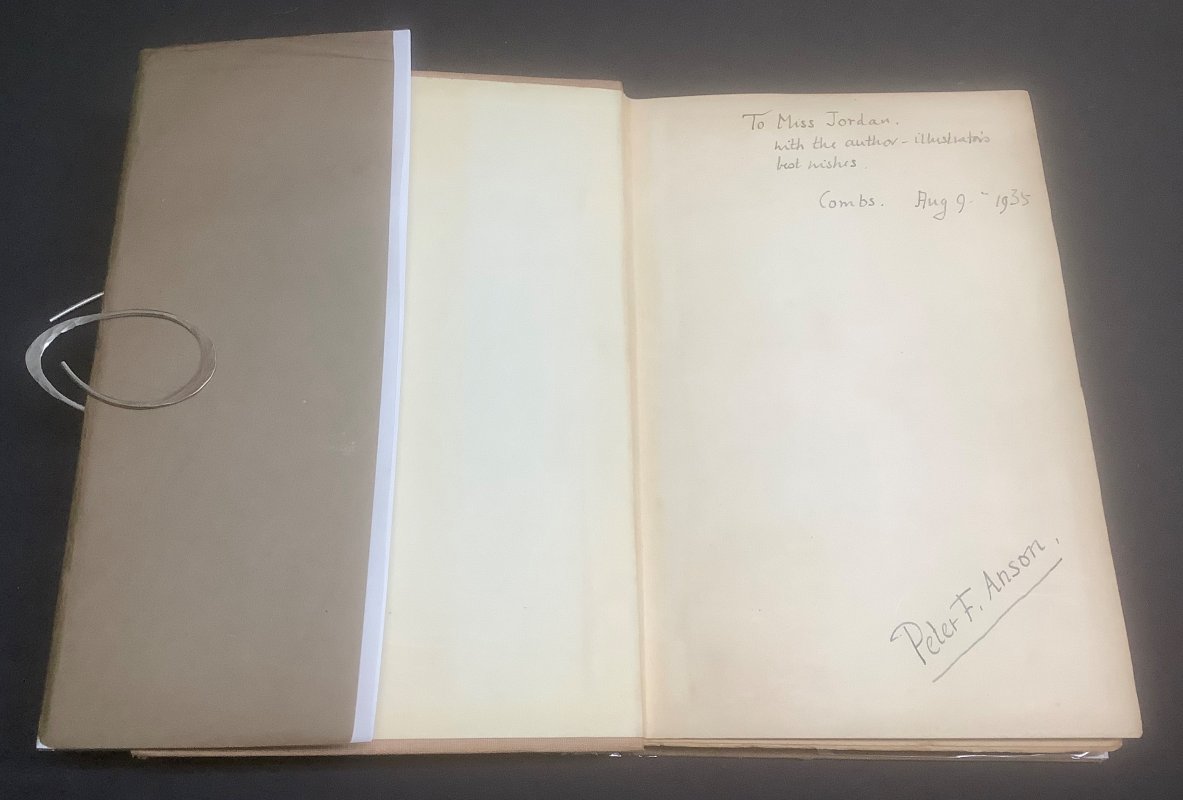 To Miss Jordan.
with the author-illustrator's
best wishes.
Combs. Aug 9. - 1935
Peter F. Anson.